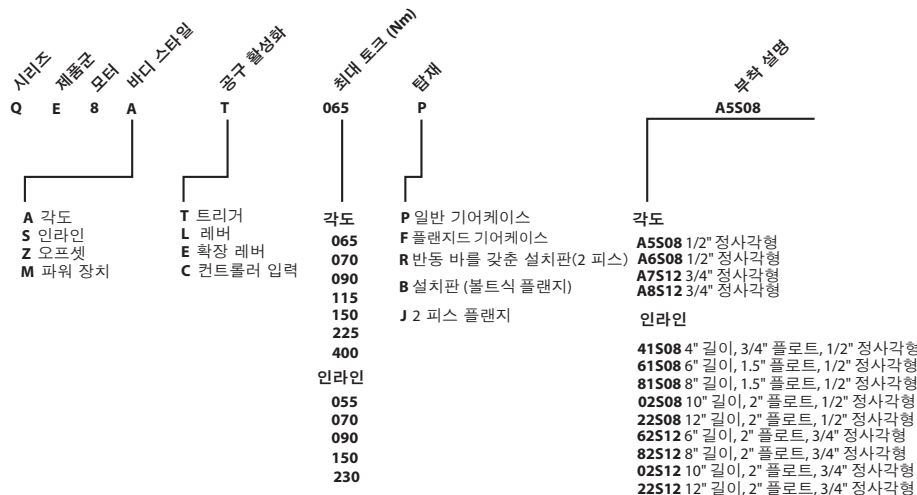 시리즈
제품군
모터
바디 스타일
공구 활성화
최대 토크 (Nm)
탑재
부착 설명
Q E 8 A T 065 P A5S08
A 각도
S 인라인
Z 오프셋
M 파워 장치
T 트리거
L 레버
E 확장 레버
C 컨트롤러 입력
각도
065
070
090
115
150
225
400
인라인
055
070
090
150
230
P 일반 기어케이스
F 플랜지드 기어케이스
R 반동 바를 갖춘 설치판(2 피스)
B 설치판 (볼트식 플랜지)
J 2 피스 플랜지
각도
A5S08 1/2" 정사각형
A6S08 1/2" 정사각형
A7S12 3/4" 정사각형
A8S12 3/4" 정사각형
인라인
41S08 4" 길이, 3/4" 플로트, 1/2" 정사각형
61S08 6" 길이, 1.5" 플로트, 1/2" 정사각형
81S08 8" 길이, 1.5" 플로트, 1/2" 정사각형
02S08 10" 길이, 2" 플로트, 1/2" 정사각형
22S08 12" 길이, 2" 플로트, 1/2" 정사각형
62S12 6" 길이, 2" 플로트, 3/4" 정사각형
82S12 8" 길이, 2" 플로트, 3/4" 정사각형
02S12 10" 길이, 2" 플로트, 3/4" 정사각형
22S12 12" 길이, 2" 플로트, 3/4" 정사각형